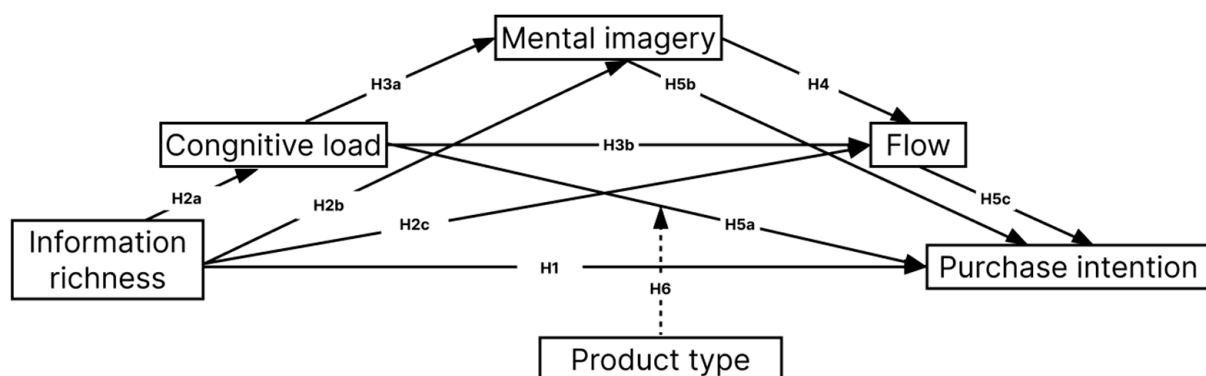 Mental imagery
H3a
H5b
H4
Congnitive load
H3b
Flow
H2a
H2b
H5c
H2c
H5a
Information
richness
H1
Purchase intention
H6
Product type